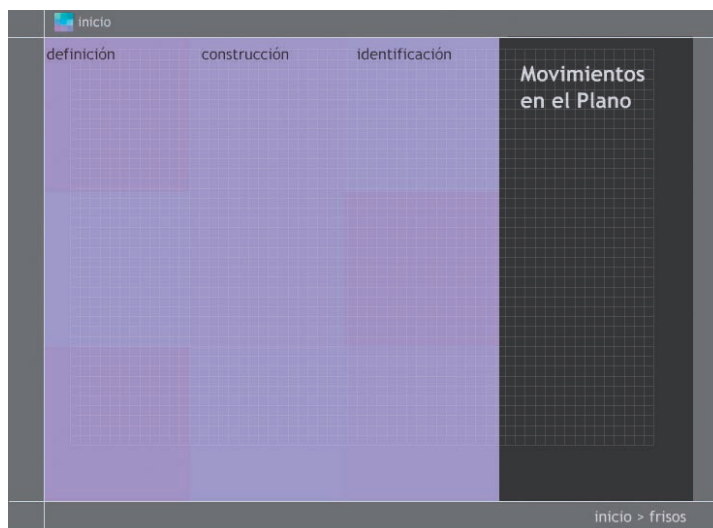 inicio
definición
construcción
identificación
Movimientos
en el Plano
inicio > frisos